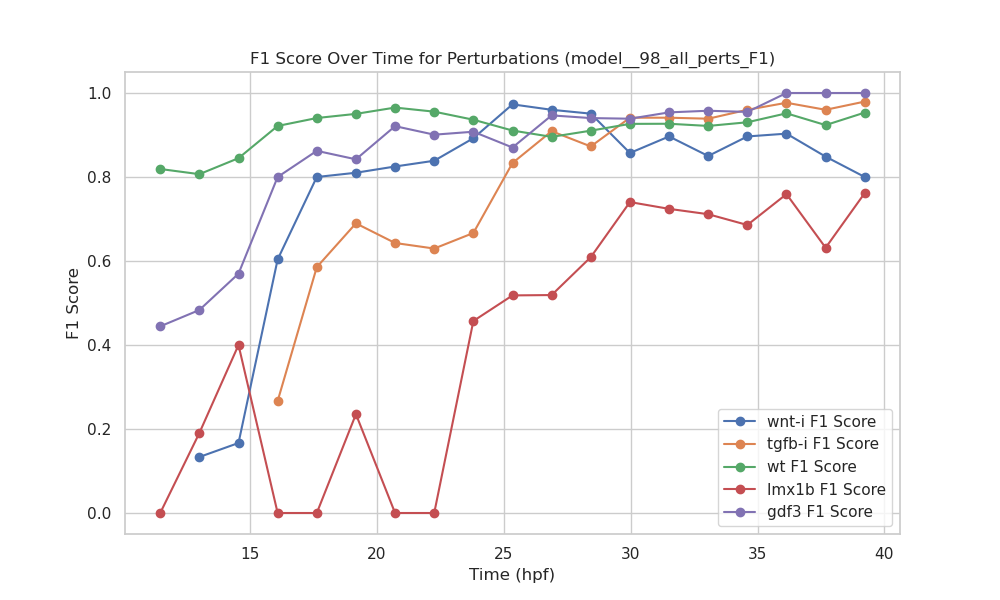 F1 Score Over Time for Perturbations (model__98_all_perts_F1)
F1 Score
1.0
0.8
0.6
0.4
0.2
0.0
15
20
25
30
35
40
Time (hpf)
wnt-i F1 Score
tgfb-i F1 Score
wt F1 Score
lmx1b F1 Score
gdf3 F1 Score